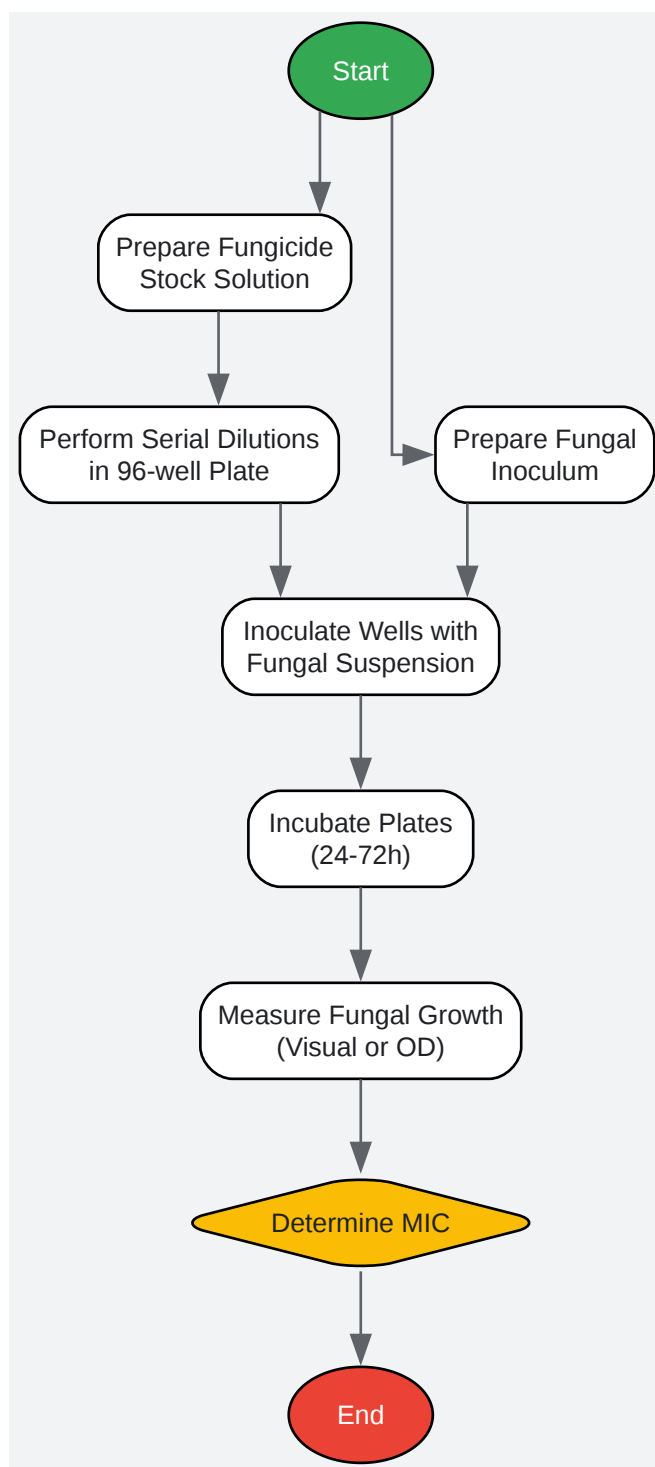 Start
Prepare Fungicide
Stock Solution
Perform Serial Dilutions
in 96-well Plate
Prepare Fungal
Inoculum
Inoculate Wells with
Fungal Suspension
Incubate Plates
(24-72h)
Measure Fungal Growth
(Visual or OD)
Determine MIC
End